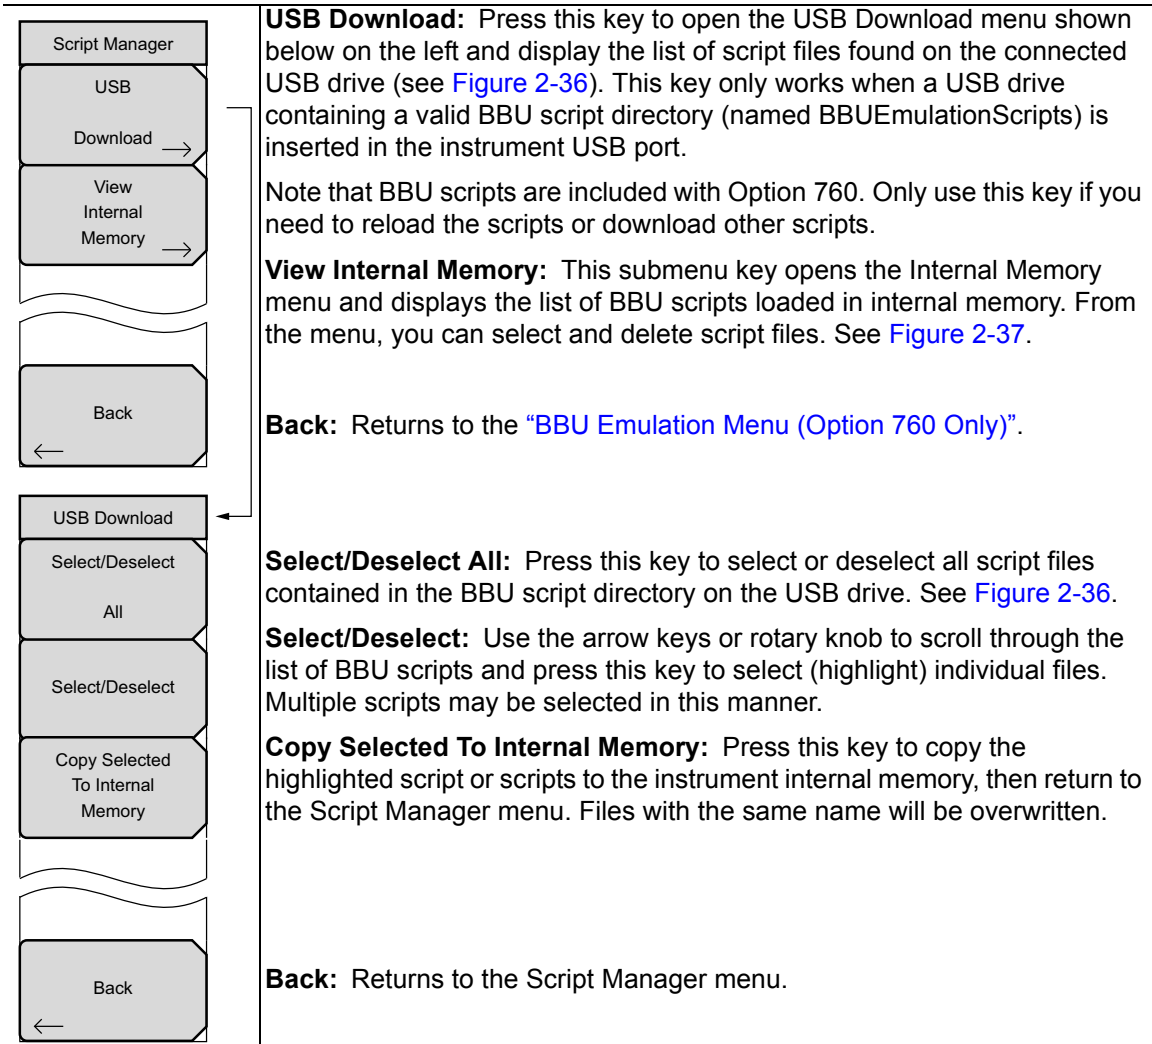 Script Manager
USB
Download
View
Internal
Memory
Back
USB Download
Select/Deselect
All
Select/Deselect
Copy Selected
To Internal
Memory
Back
USB Download: Press this key to open the USB Download menu shown
below on the left and display the list of script files found on the connected
USB drive (see Figure 2-36). This key only works when a USB drive
containing a valid BBU script directory (named BBUEmulationScripts) is
inserted in the instrument USB port.
Note that BBU scripts are included with Option 760. Only use this key if you
need to reload the scripts or download other scripts.
View Internal Memory: This submenu key opens the Internal Memory
menu and displays the list of BBU scripts loaded in internal memory. From
the menu, you can select and delete script files. See Figure 2-37.
Back: Returns to the “BBU Emulation Menu (Option 760 Only)”.
Select/Deselect All: Press this key to select or deselect all script files
contained in the BBU script directory on the USB drive. See Figure 2-36.
Select/Deselect: Use the arrow keys or rotary knob to scroll through the
list of BBU scripts and press this key to select (highlight) individual files.
Multiple scripts may be selected in this manner.
Copy Selected To Internal Memory: Press this key to copy the
highlighted script or scripts to the instrument internal memory, then return to
the Script Manager menu. Files with the same name will be overwritten.
Back: Returns to the Script Manager menu.